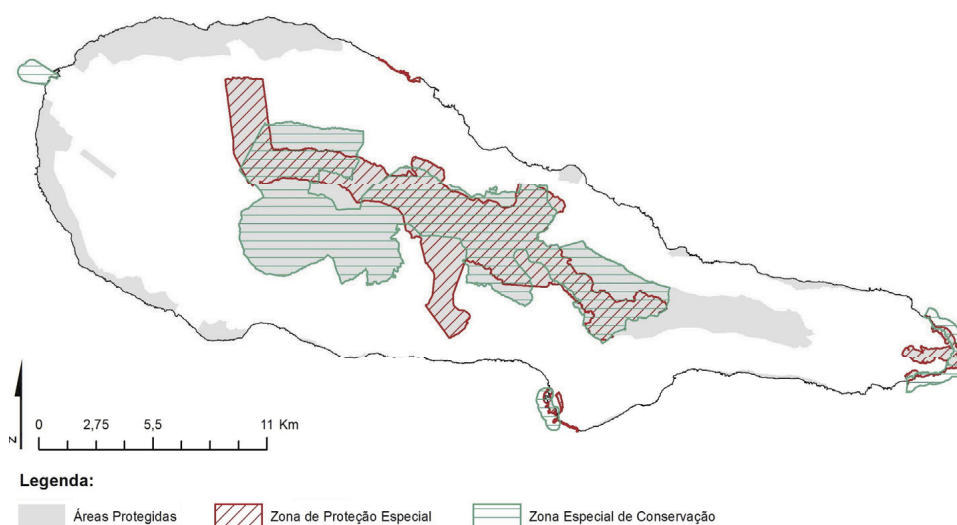 z
0 2,75 5,5 11 Km
Legenda:
Áreas Protegidas Zona de Proteção Especial Zona Especial de Conservação